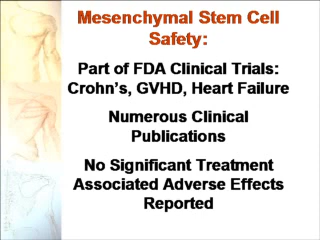 Mesenchymal Stem Cell
Safety:
Part of FDA Clinical Trials:
Crohn's, GVHD, Heart Failure
Numerous Clinical
Publications
No Significant Treatment
Associated Adverse Effects
Reported